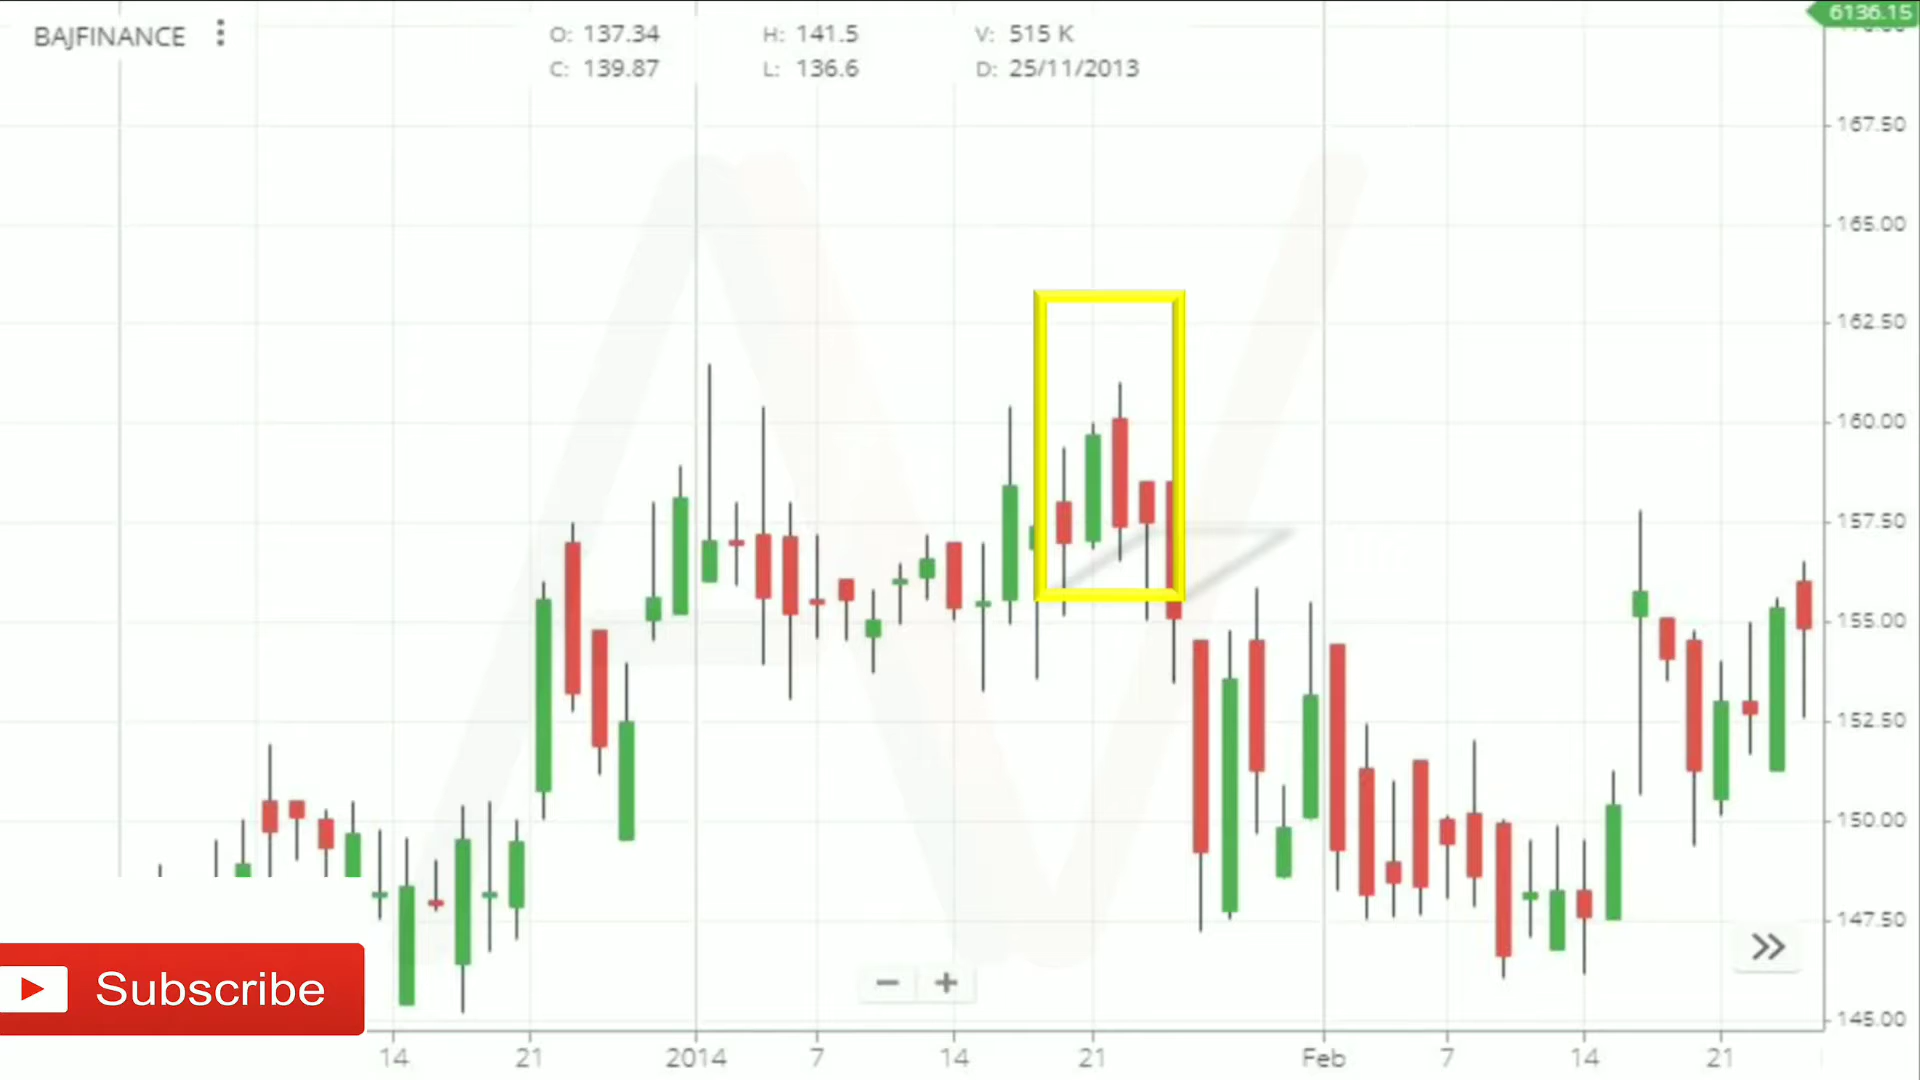 6136.15
BAJFINANCE
O: 137.34 H: 141.5 V: 515 K
C: 139.87 L: 136.6 D: 25/11/2013
167.50
165.00
162.50
160.00
157.50
155.00
152.50
150.00
147.50
145.00
Subscribe
14 21 2014 7 14 21 Feb 7 14 21